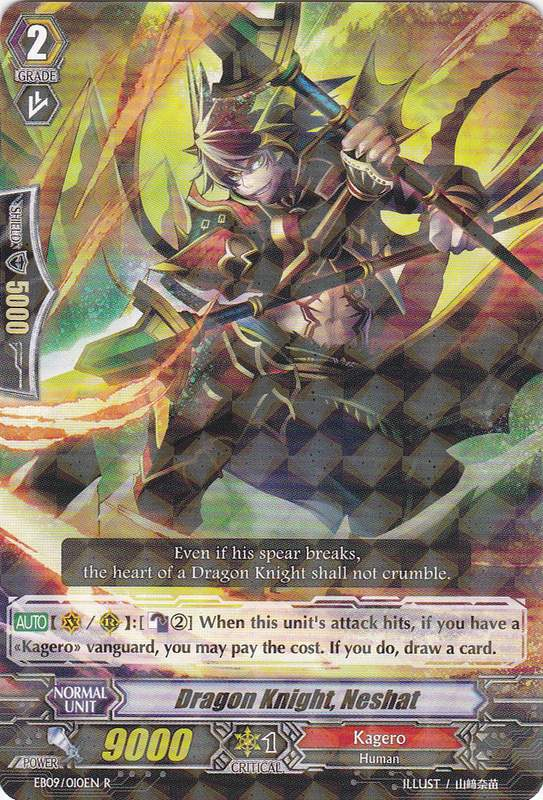 2
GRADE
SHIELD
5000
Even if his spear breaks,
the heart of a Dragon Knight shall not crumble.
AUTO [ V / R ]:[ ②] When this unit's attack hits, if you have a
«Kagero» vanguard, you may pay the cost. If you do, draw a card.
NORMAL
UNIT
Dragon Knight, Neshat
POWER
9000
1
CRITICAL
Kagero
Human
EB09/010EN R
ILLUST / 山﨑奈苗